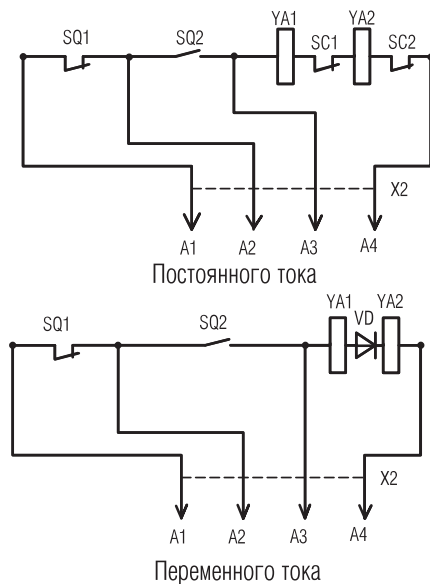 YA1 YA2
SQ1 SQ2 SC1 SC2
X2
A1 A2 A3 A4
Постоянного тока
YA1 YA2
SQ1 SQ2 VD
X2
A1 A2 A3 A4
Переменного тока